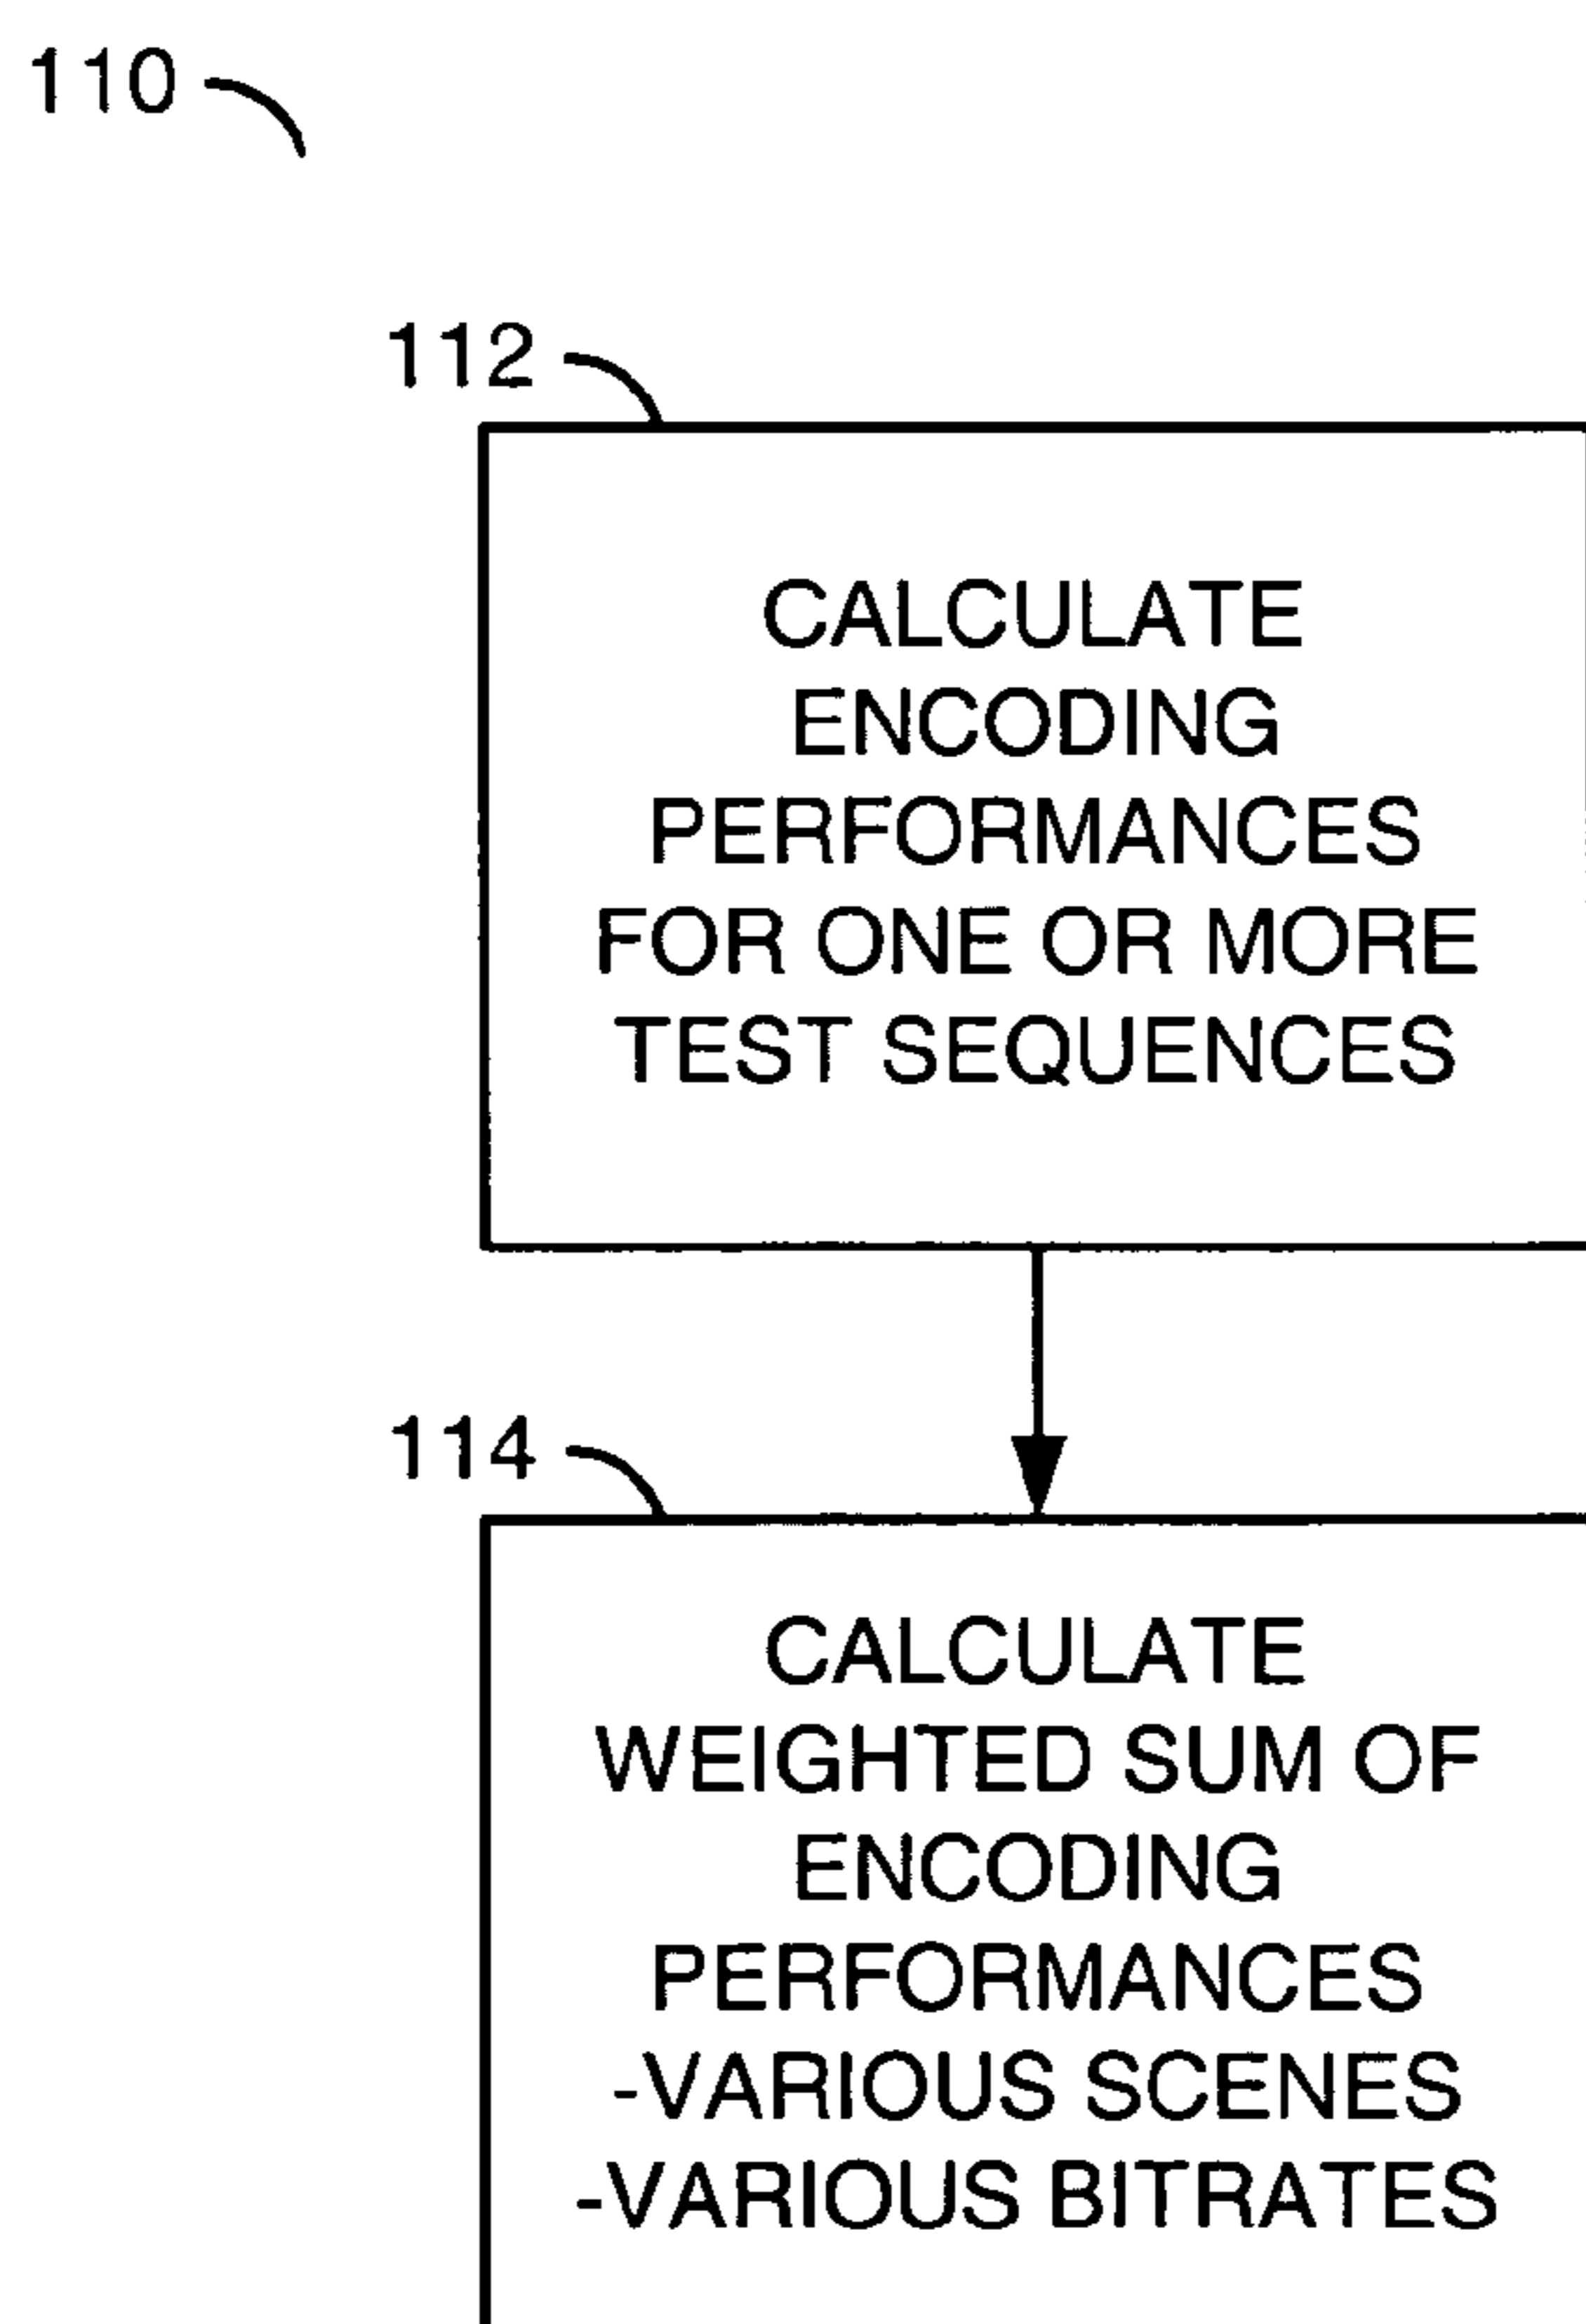 110
112
CALCULATE
ENCODING
PERFORMANCES
FOR ONE OR MORE
TEST SEQUENCES
114
CALCULATE
WEIGHTED SUM OF
ENCODING
PERFORMANCES
-VARIOUS SCENES
-VARIOUS BITRATES